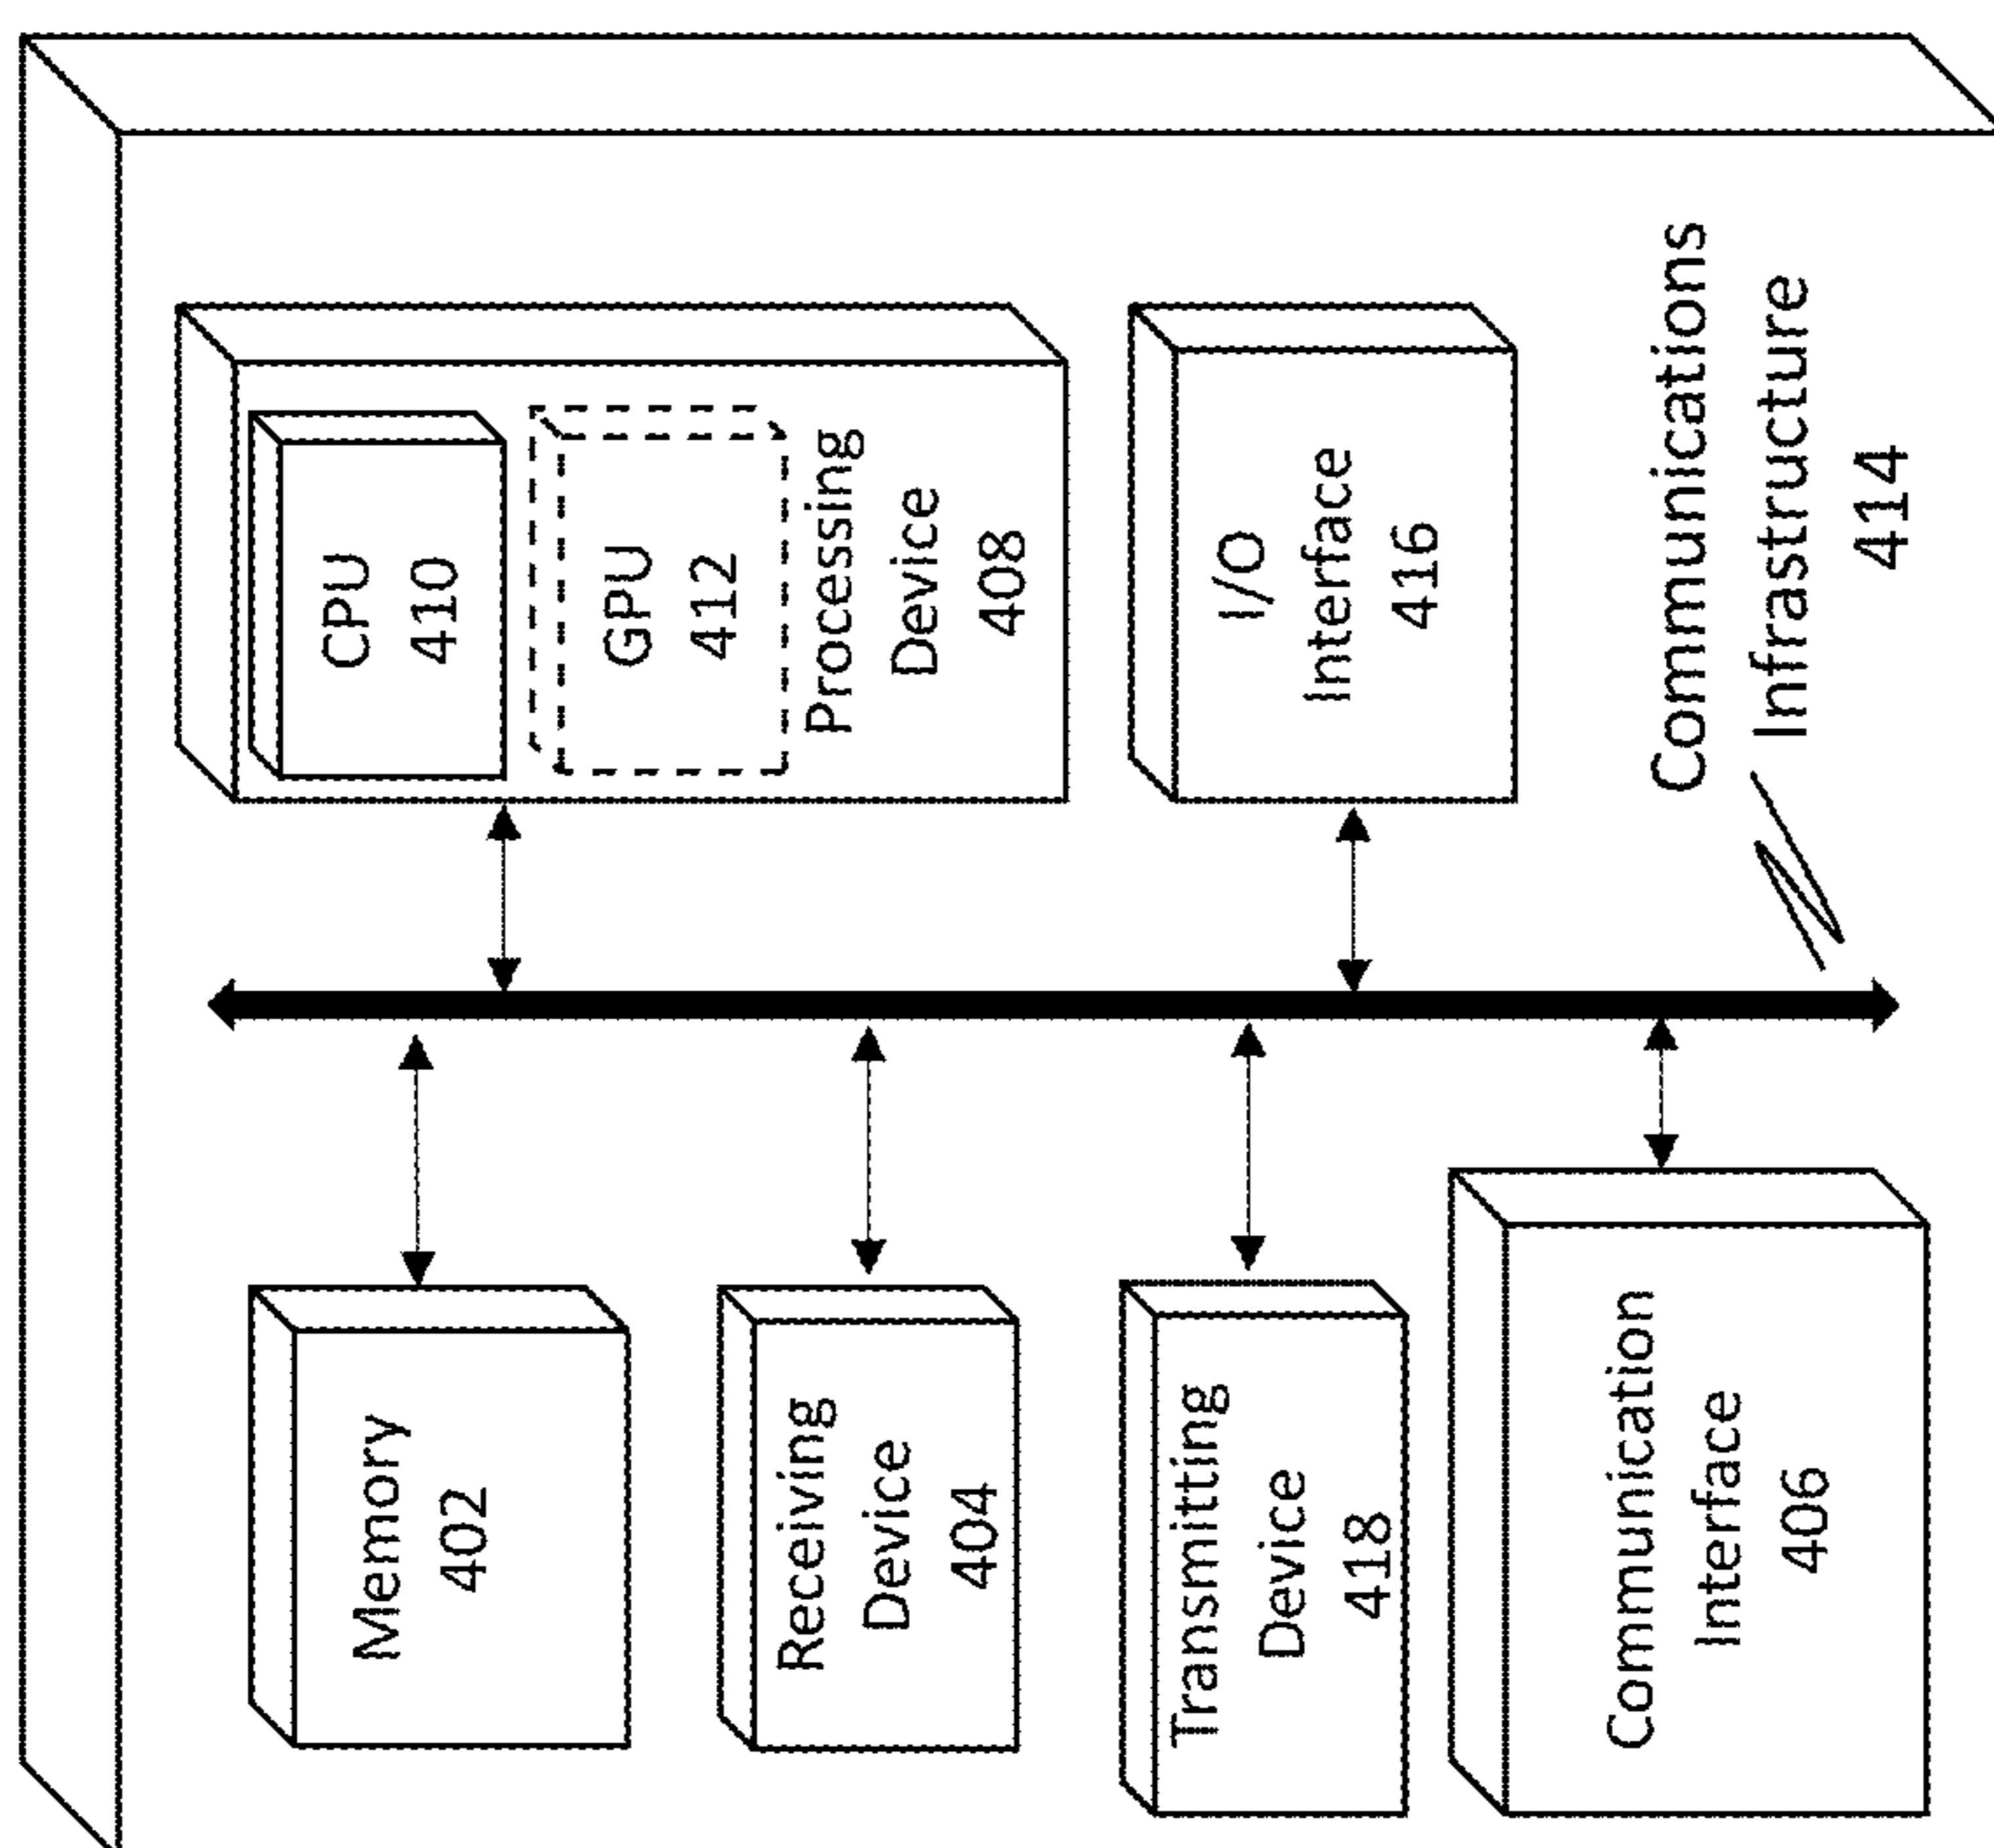 Memory
402
Receiving
Device
404
Transmitting
Device
418
Communication
Interface
406
CPU
410
GPU
412
Processing
Device
408
I/O
Interface
416
Communications
Infrastructure
414